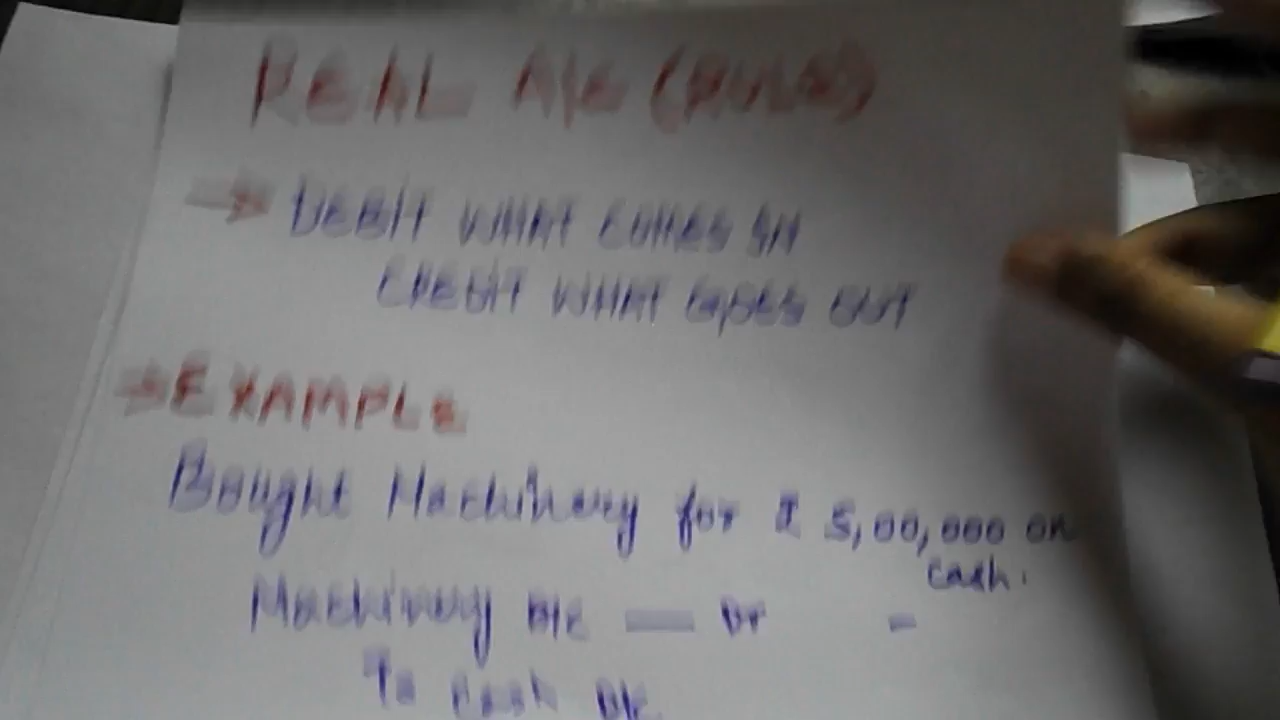 REAL A/c (RULE)
→ DEBIT WHAT COMES IN
CREDIT WHAT GOES OUT
→ EXAMPLE
Bought Machinery for ₹ 5,00,000 on
cash.
Machinery A/c — Dr -
To cash A/c